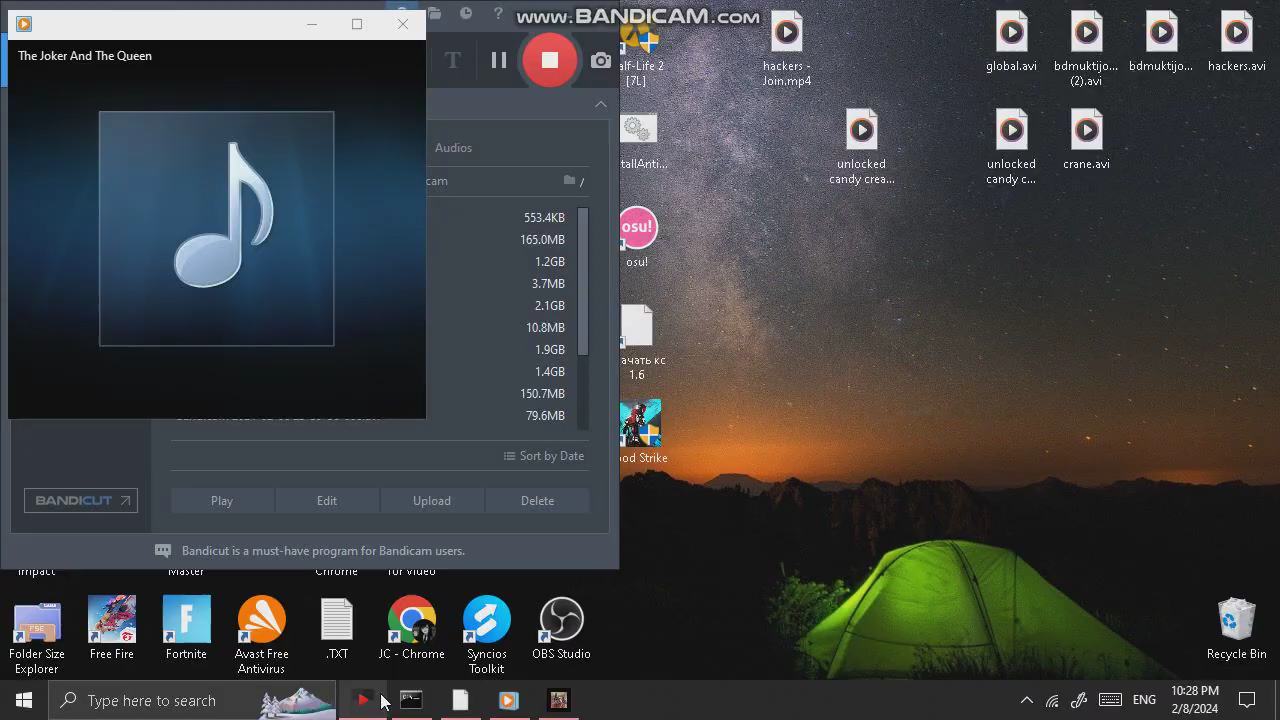 www.BANDICAM.com
The Joker And The Queen
T
?
Audios
cam
/
553.4KB
165.0MB
1.2GB
3.7MB
2.1GB
10.8MB
1.9GB
1.4GB
150.7MB
79.6MB
Sort by Date
BANDICUT
Play
Edit
Upload
Delete
Bandicut is a must-have program for Bandicam users.
alf-Life 2
[7L]
hackers -
Join.mp4
global.avi
bdmuktijo...
(2).avi
bdmuktijo...
hackers.avi
tallAnti...
unlocked
candy crea...
unlocked
candy c...
crane.avi
osu!
osu!
ачать кс
1.6
ood Strike
Impact
Master
Chrome
for Video
Folder Size
Explorer
Free Fire
Fortnite
Avast Free
Antivirus
.TXT
JC - Chrome
Syncios
Toolkit
OBS Studio
Recycle Bin
Type here to search
ENG
10:28 PM
2/8/2024